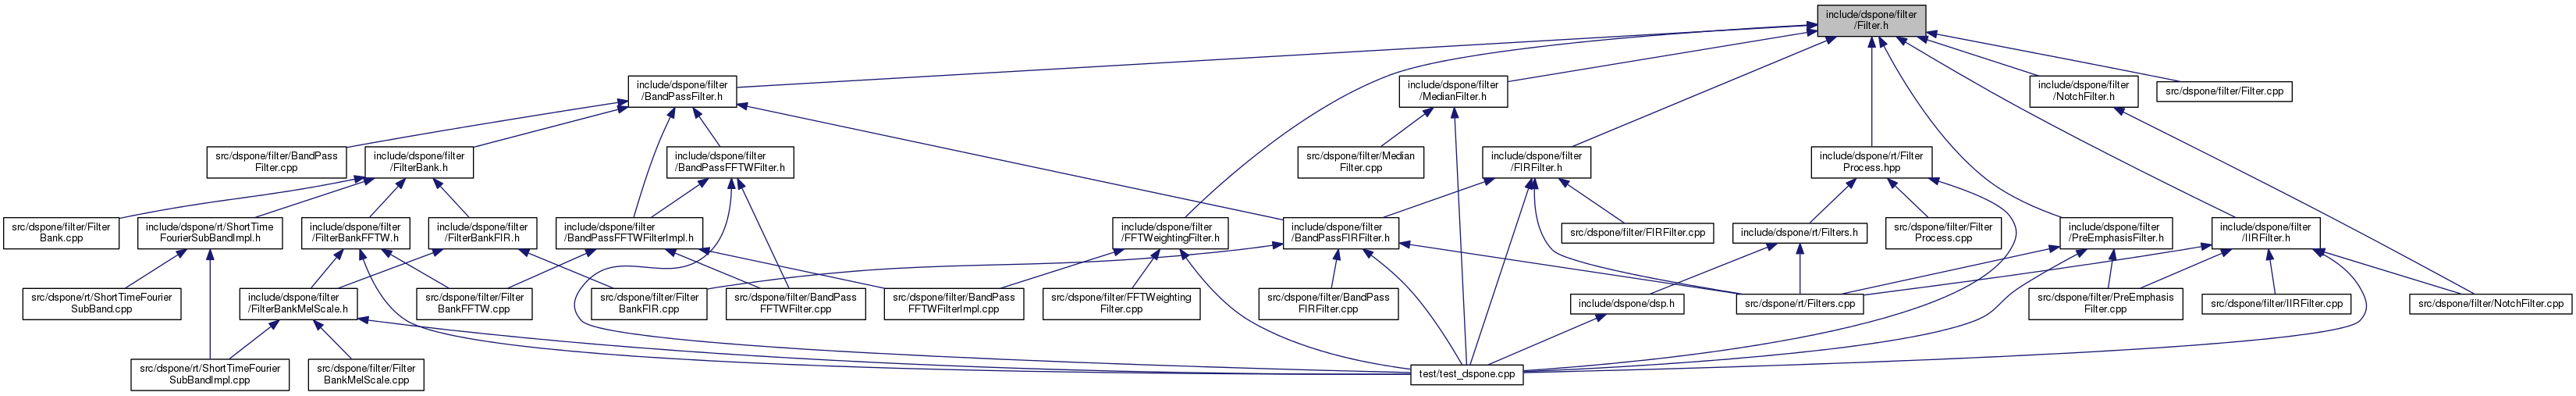 include/dspone/filter
/Filter.h
include/dspone/filter
/BandPassFilter.h
include/dspone/filter
/MedianFilter.h
include/dspone/filter
/NotchFilter.h
src/dspone/filter/Filter.cpp
src/dspone/filter/BandPass
Filter.cpp
include/dspone/filter
/FilterBank.h
include/dspone/filter
/BandPassFFTWFilter.h
src/dspone/filter/Median
Filter.cpp
include/dspone/filter
/FIRFilter.h
include/dspone/rt/Filter
Process.hpp
src/dspone/filter/Filter
Bank.cpp
include/dspone/rt/ShortTime
FourierSubBandImpl.h
include/dspone/filter
/FilterBankFFTW.h
include/dspone/filter
/FilterBankFIR.h
include/dspone/filter
/BandPassFFTWFilterImpl.h
include/dspone/filter
/FFTWeightingFilter.h
include/dspone/filter
/BandPassFIRFilter.h
src/dspone/filter/FIRFilter.cpp
include/dspone/rt/Filters.h
src/dspone/filter/Filter
Process.cpp
include/dspone/filter
/PreEmphasisFilter.h
include/dspone/filter
/IIRFilter.h
src/dspone/rt/ShortTimeFourier
SubBand.cpp
include/dspone/filter
/FilterBankMelScale.h
src/dspone/filter/Filter
BankFFTW.cpp
src/dspone/filter/Filter
BankFIR.cpp
src/dspone/filter/BandPass
FFTWFilter.cpp
src/dspone/filter/BandPass
FFTWFilterImpl.cpp
src/dspone/filter/FFTWeighting
Filter.cpp
src/dspone/filter/BandPass
FIRFilter.cpp
include/dspone/dsp.h
src/dspone/rt/Filters.cpp
src/dspone/filter/PreEmphasis
Filter.cpp
src/dspone/filter/IIRFilter.cpp
src/dspone/filter/NotchFilter.cpp
src/dspone/rt/ShortTimeFourier
SubBandImpl.cpp
src/dspone/filter/Filter
BankMelScale.cpp
test/test_dspone.cpp